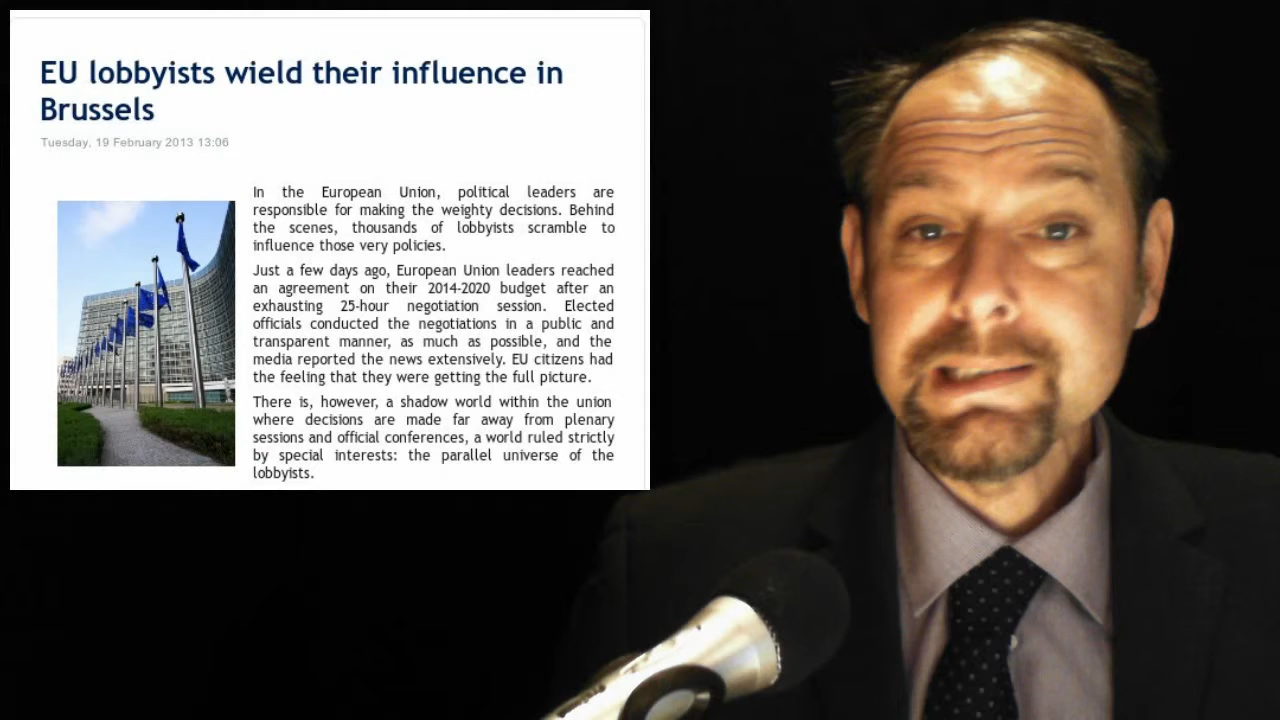 EU lobbyists wield their influence in
Brussels
Tuesday, 19 February 2013 13:06
In the European Union, political leaders are
responsible for making the weighty decisions. Behind
the scenes, thousands of lobbyists scramble to
influence those very policies.
Just a few days ago, European Union leaders reached
an agreement on their 2014-2020 budget after an
exhausting 25-hour negotiation session. Elected
officials conducted the negotiations in a public and
transparent manner, as much as possible, and the
media reported the news extensively. EU citizens had
the feeling that they were getting the full picture.
There is, however, a shadow world within the union
where decisions are made far away from plenary
sessions and official conferences, a world ruled strictly
by special interests: the parallel universe of the
lobbyists.